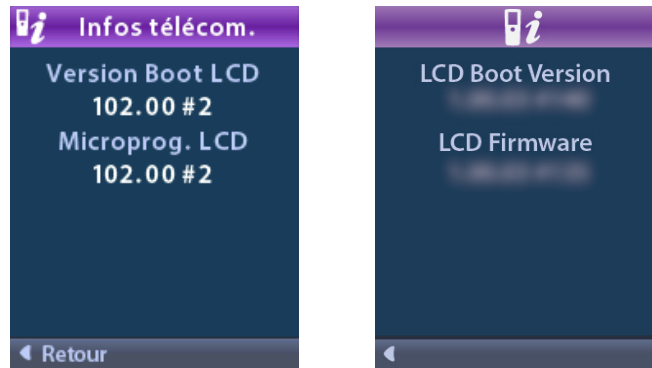 Infos télécom.
Version Boot LCD
102.00 #2
Microprog. LCD
102.00 #2
Retour
LCD Boot Version
LCD Firmware